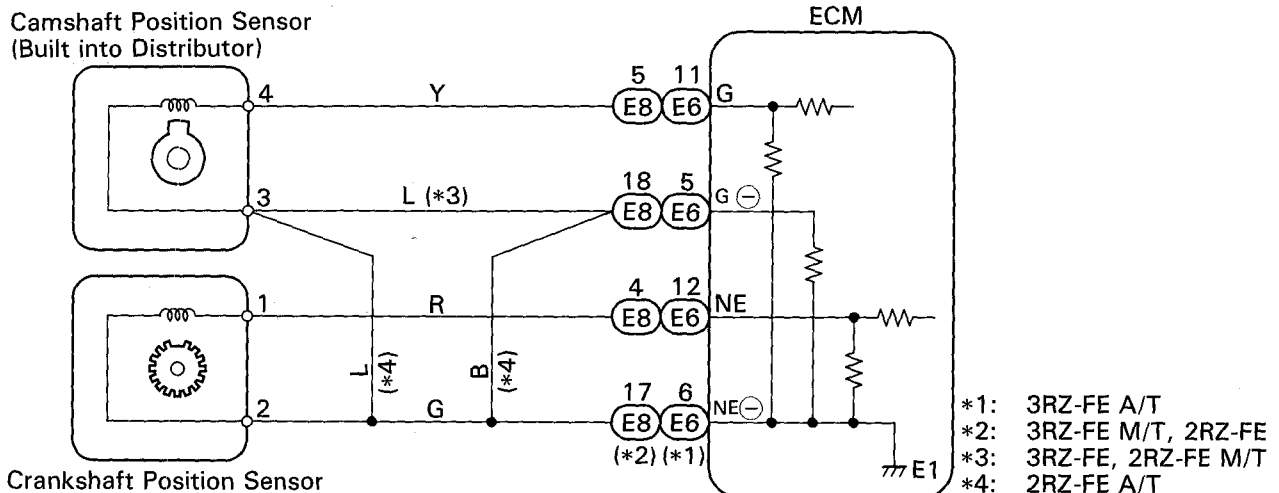 Camshaft Position Sensor
(Built into Distributor)
ECM
4
Y
5 11
E8 E6
G
3
L (*3)
18 5
E8 E6
G ⊖
1
R
4 12
E8 E6
NE
L
(*4)
B
(*4)
2
G
17 6
E8 E6
NE⊖
(*2) (*1)
E1
Crankshaft Position Sensor
*1: 3RZ-FE A/T
*2: 3RZ-FE M/T, 2RZ-FE
*3: 3RZ-FE, 2RZ-FE M/T
*4: 2RZ-FE A/T